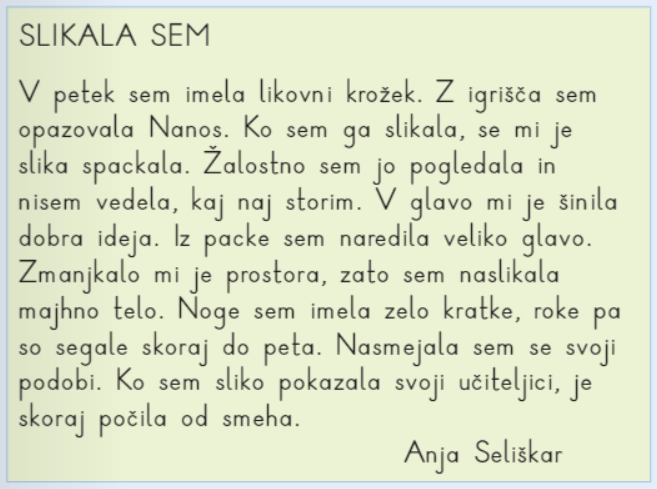 SLIKALA SEM
V petek sem imela likovni krožek. Z igrišča sem
opazovala Nanos. Ko sem ga slikala, se mi je
slika spackala. Žalostno sem jo pogledala in
nisem vedela, kaj naj storim. V glavo mi je šinila
dobra ideja. Iz packe sem naredila veliko glavo.
Zmanjkalo mi je prostora, zato sem naslikala
majhno telo. Noge sem imela zelo kratke, roke pa
so segale skoraj do peta. Nasmejala sem se svoji
podobi. Ko sem sliko pokazala svoji učiteljici, je
skoraj počila od smeha.
Anja Seliškar